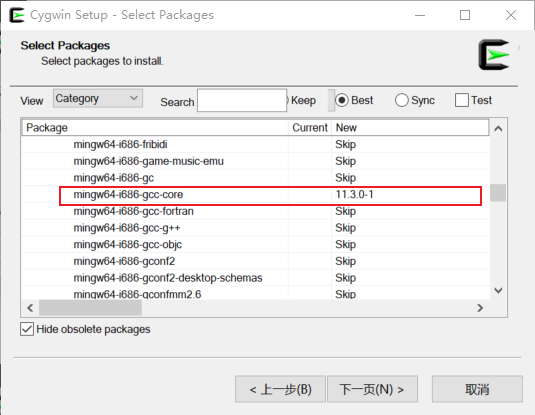 Cygwin Setup - Select Packages
Select Packages
Select packages to install.
View Category Search Keep Best Sync Test
Package Current New
mingw64-i686-fribidi Skip
mingw64-i686-game-music-emu Skip
mingw64-i686-gc Skip
mingw64-i686-gcc-core 11.3.0-1
mingw64-i686-gcc-fortran Skip
mingw64-i686-gcc-g++ Skip
mingw64-i686-gcc-objc Skip
mingw64-i686-gconf2 Skip
mingw64-i686-gconf2-desktop-schemas Skip
mingw64-i686-gconfmm2.6 Skip
Hide obsolete packages
< 上一步(B) 下一页(N) > 取消